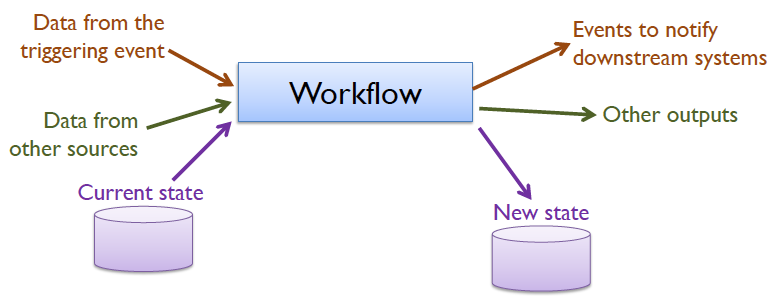 Data from the
triggering event
Data from
other sources
Current state
Workflow
Events to notify
downstream systems
Other outputs
New state